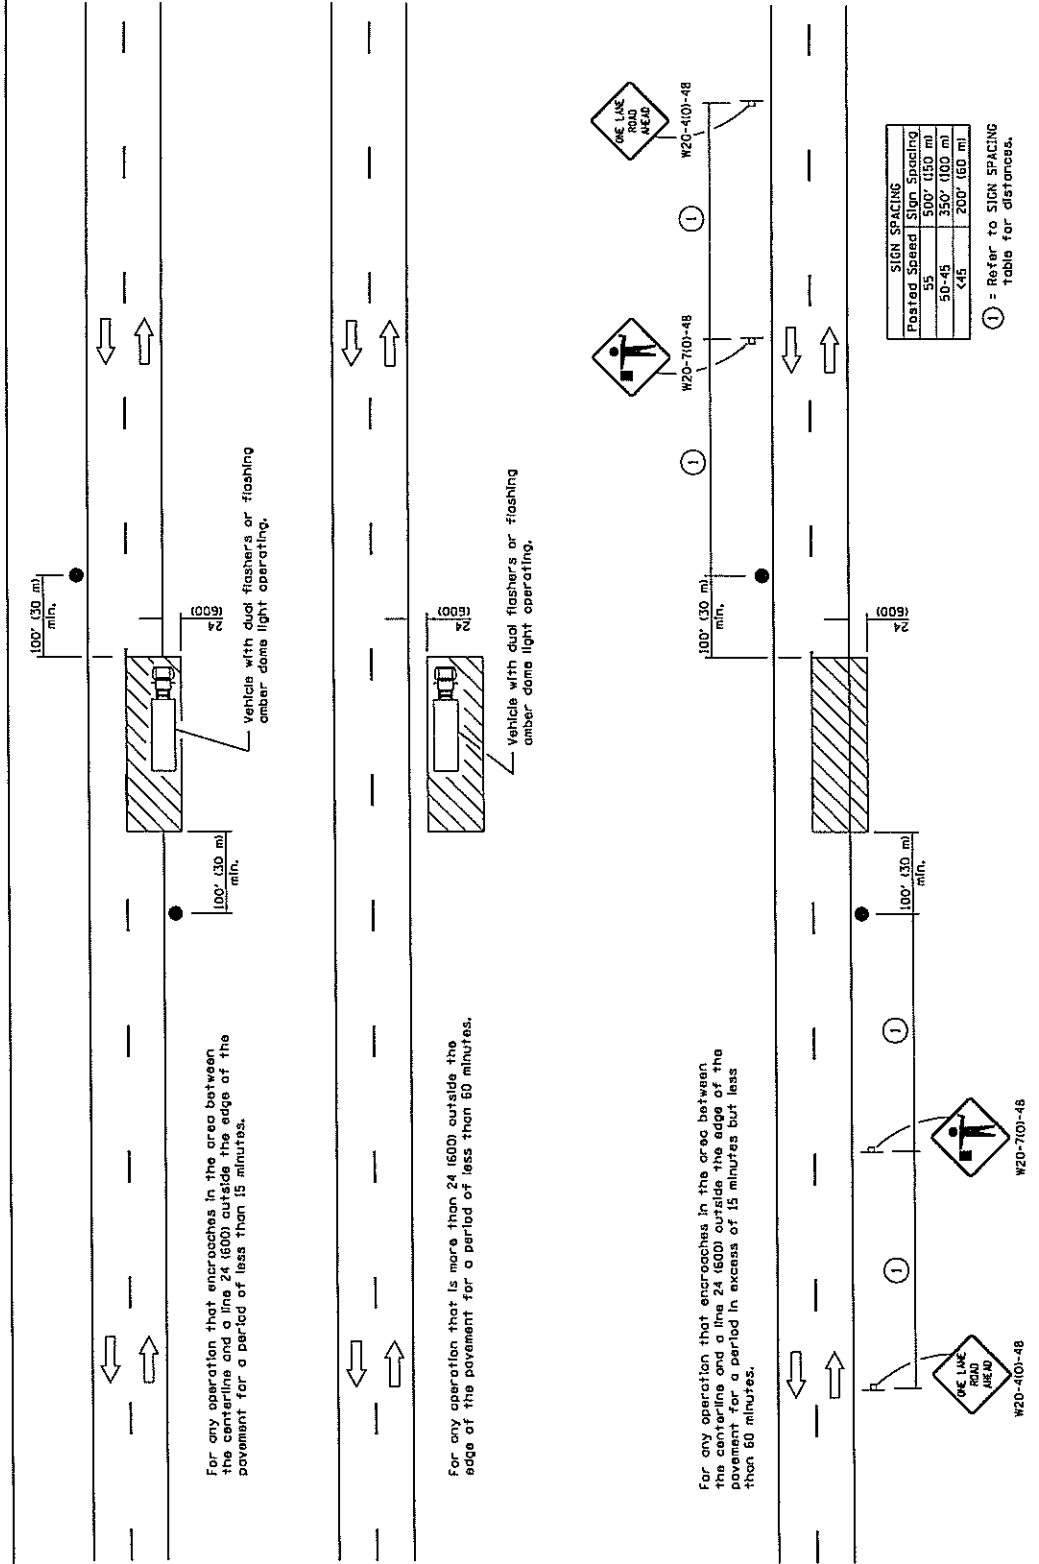 100' (30 m)
min.
24
(600)
Vehicle with dual flashers or flashing
amber dome light operating.
100' (30 m)
min.
For any operation that encroaches in the area between
the centerline and a line 24 (600) outside the edge of the
pavement for a period of less than 15 minutes.
24
(600)
Vehicle with dual flashers or flashing
amber dome light operating.
For any operation that is more than 24 (600) outside the
edge of the pavement for a period of less than 60 minutes.
ONE LANE
ROAD
AHEAD
W20-4(O)-48
1
W20-7(O)-48
1
100' (30 m)
min.
24
(600)
100' (30 m)
min.
For any operation that encroaches in the area between
the centerline and a line 24 (600) outside the edge of the
pavement for a period in excess of 15 minutes but less
than 60 minutes.
1
W20-7(O)-48
1
ONE LANE
ROAD
AHEAD
W20-4(O)-48
SIGN SPACING
Posted Speed Sign Spacing
55 500' (150 m)
50-45 350' (100 m)
<45 200' (60 m)
1 = Refer to SIGN SPACING
table for distances.